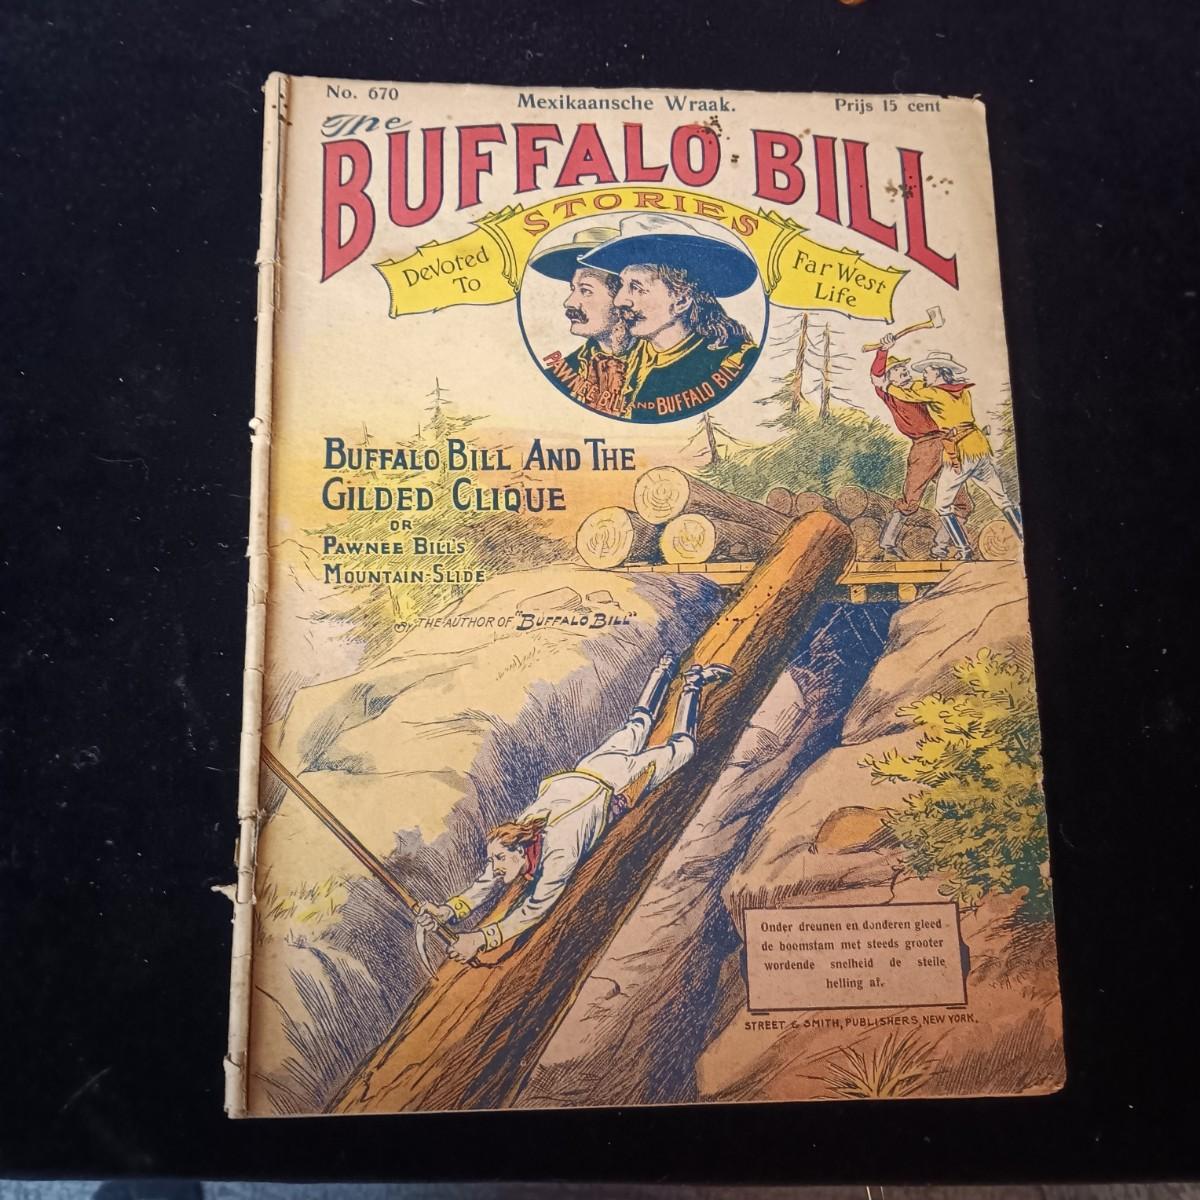 No. 670
Mexikaansche Wraak.
Prijs 15 cent
The
BUFFALO BILL
STORIES
DeVoted
To
Far West
Life
PAWNEE BILL AND BUFFALO BILL
BUFFALO BILL AND THE
GILDED CLIQUE
OR
PAWNEE BILL'S
MOUNTAIN-SLIDE
By THE AUTHOR OF "BUFFALO BILL"
Onder dreunen en donderen gleed
de boomstam met steeds grooter
wordende snelheid de steile
helling af.
STREET & SMITH, PUBLISHERS, NEW YORK.